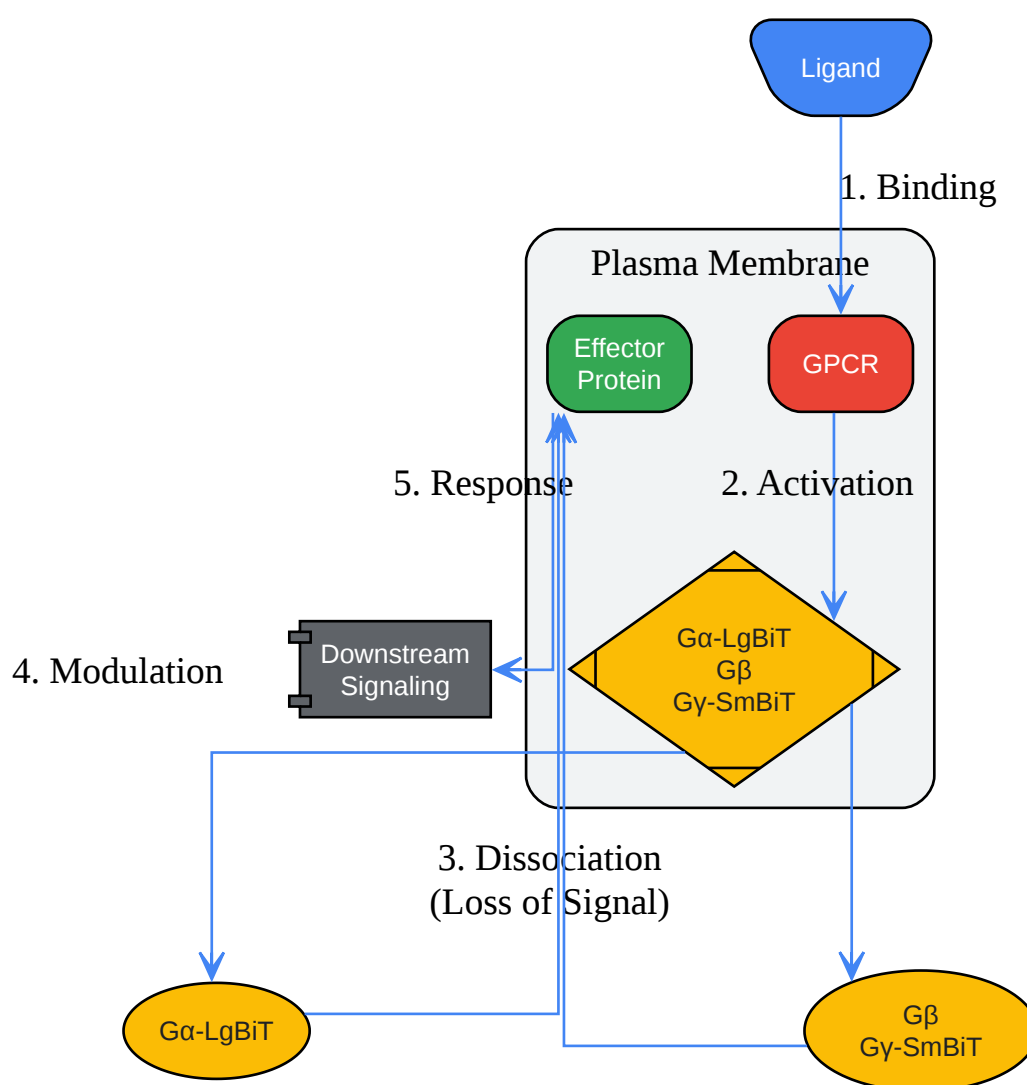 Ligand
1. Binding
Plasma Membrane
Effector
Protein
GPCR
5. Response
2. Activation
Gα-LgBiT
Gβ
Gγ-SmBiT
Downstream
Signaling
4. Modulation
3. Dissociation
(Loss of Signal)
Gα-LgBiT
Gβ
Gγ-SmBiT